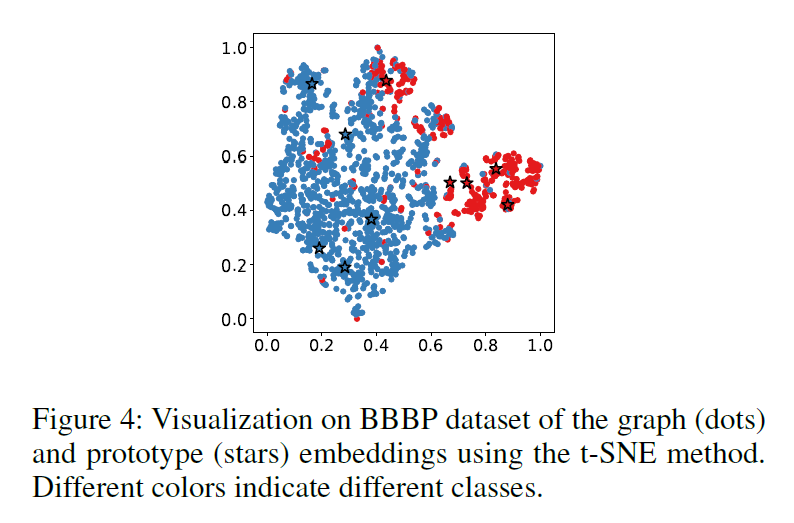 1.0
0.8
0.6
0.4
0.2
0.0
0.0 0.2 0.4 0.6 0.8 1.0
Figure 4: Visualization on BBBP dataset of the graph (dots)
and prototype (stars) embeddings using the t-SNE method.
Different colors indicate different classes.